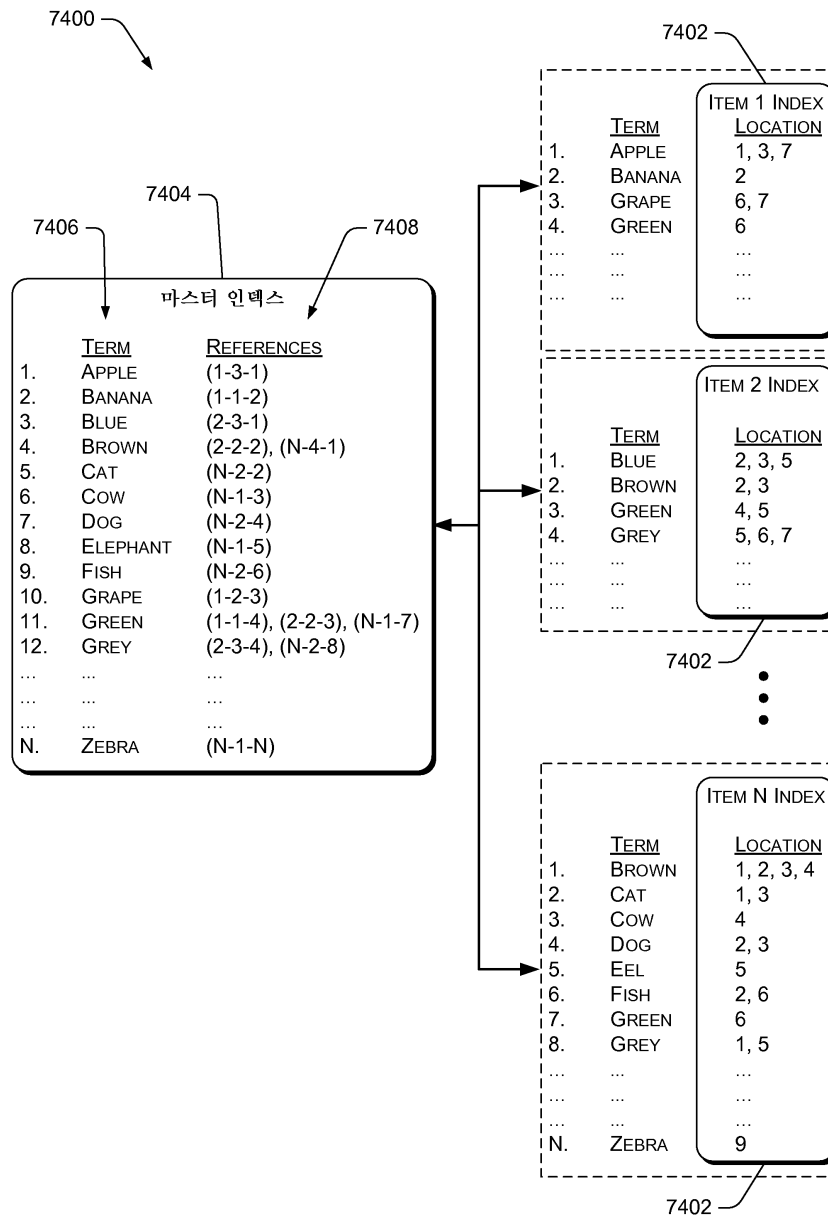 7400
7402
ITEM 1 INDEX
TERM LOCATION
1. APPLE 1, 3, 7
2. BANANA 2
3. GRAPE 6, 7
4. GREEN 6
... ... ...
... ... ...
... ... ...
7404
7406
7408
마스터 인덱스
TERM REFERENCES
1. APPLE (1-3-1)
2. BANANA (1-1-2)
3. BLUE (2-3-1)
4. BROWN (2-2-2), (N-4-1)
5. CAT (N-2-2)
6. COW (N-1-3)
7. DOG (N-2-4)
8. ELEPHANT (N-1-5)
9. FISH (N-2-6)
10. GRAPE (1-2-3)
11. GREEN (1-1-4), (2-2-3), (N-1-7)
12. GREY (2-3-4), (N-2-8)
... ... ...
... ... ...
... ... ...
N. ZEBRA (N-1-N)
ITEM 2 INDEX
TERM LOCATION
1. BLUE 2, 3, 5
2. BROWN 2, 3
3. GREEN 4, 5
4. GREY 5, 6, 7
... ... ...
... ... ...
... ... ...
7402
ITEM N INDEX
TERM LOCATION
1. BROWN 1, 2, 3, 4
2. CAT 1, 3
3. COW 4
4. DOG 2, 3
5. EEL 5
6. FISH 2, 6
7. GREEN 6
8. GREY 1, 5
... ... ...
... ... ...
... ... ...
N. ZEBRA 9
7402